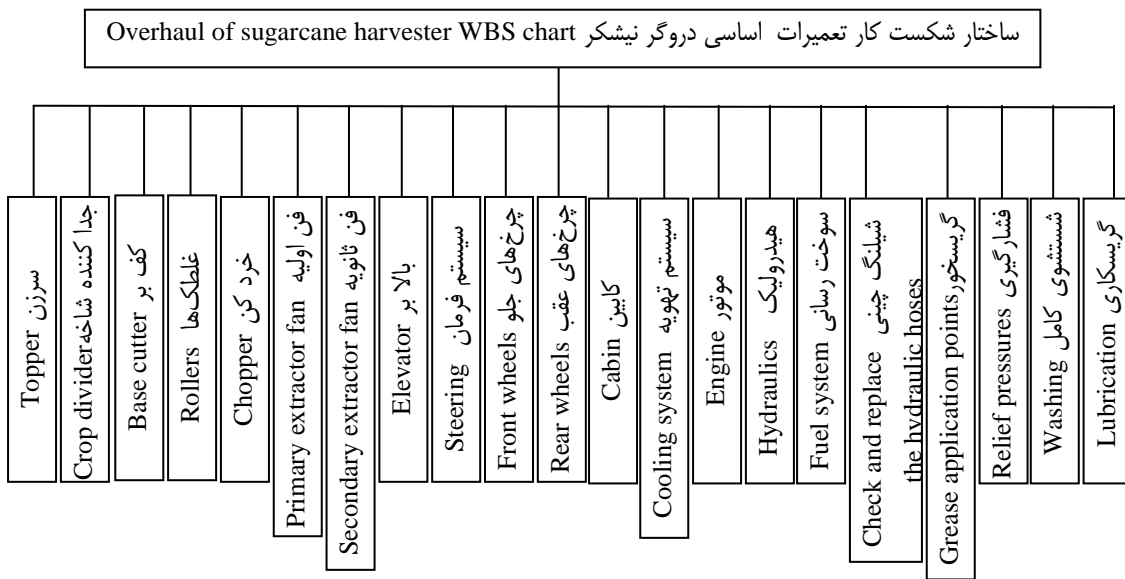 Overhaul of sugarcane harvester WBS chart ساختار شکست کار تعمیرات اساسی دروگر نیشکر
Topper سرزن
Crop divider جدا کننده شاخه
Base cutter کف بر
Rollers غلطک‌ها
Chopper خرد کن
Primary extractor fan فن اولیه
Secondary extractor fan فن ثانویه
Elevator بالا بر
Steering سیستم فرمان
Front wheels چرخ‌های جلو
Rear wheels چرخ‌های عقب
Cabin کابین
Cooling system سیستم تهویه
Engine موتور
Hydraulics هیدرولیک
Fuel system سوخت رسانی
Check and replace شیلنگ چینی
the hydraulic hoses
Grease application points گریسخور
Relief pressures فشارگیری
Washing شستشوی کامل
Lubrication گریسکاری